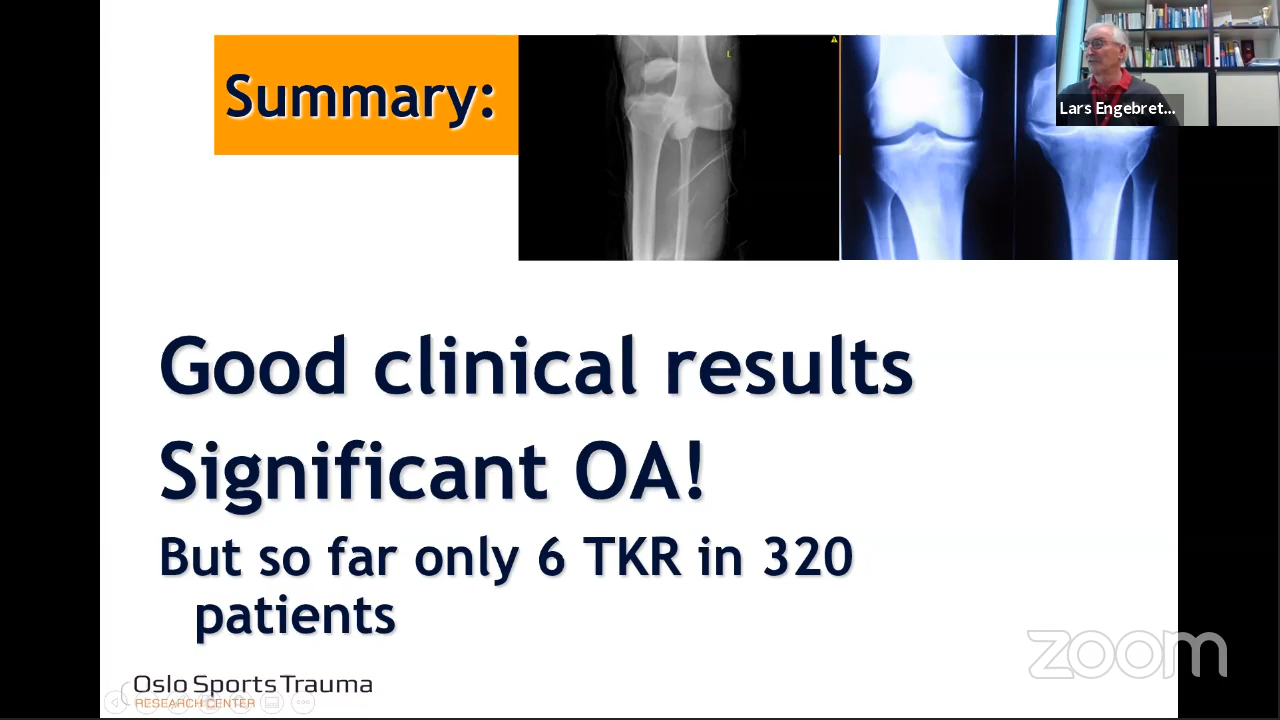 Summary:
L
Lars Engebret...
Good clinical results
Significant OA!
But so far only 6 TKR in 320
patients
zoom
Oslo Sports Trauma
RESEARCH CENTER